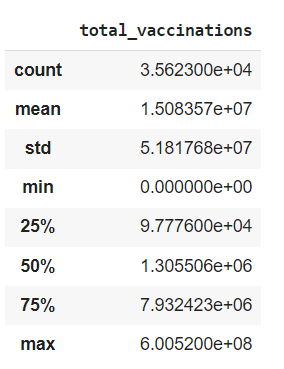 total_vaccinations
count 3.562300e+04
mean 1.508357e+07
std 5.181768e+07
min 0.000000e+00
25% 9.777600e+04
50% 1.305506e+06
75% 7.932423e+06
max 6.005200e+08